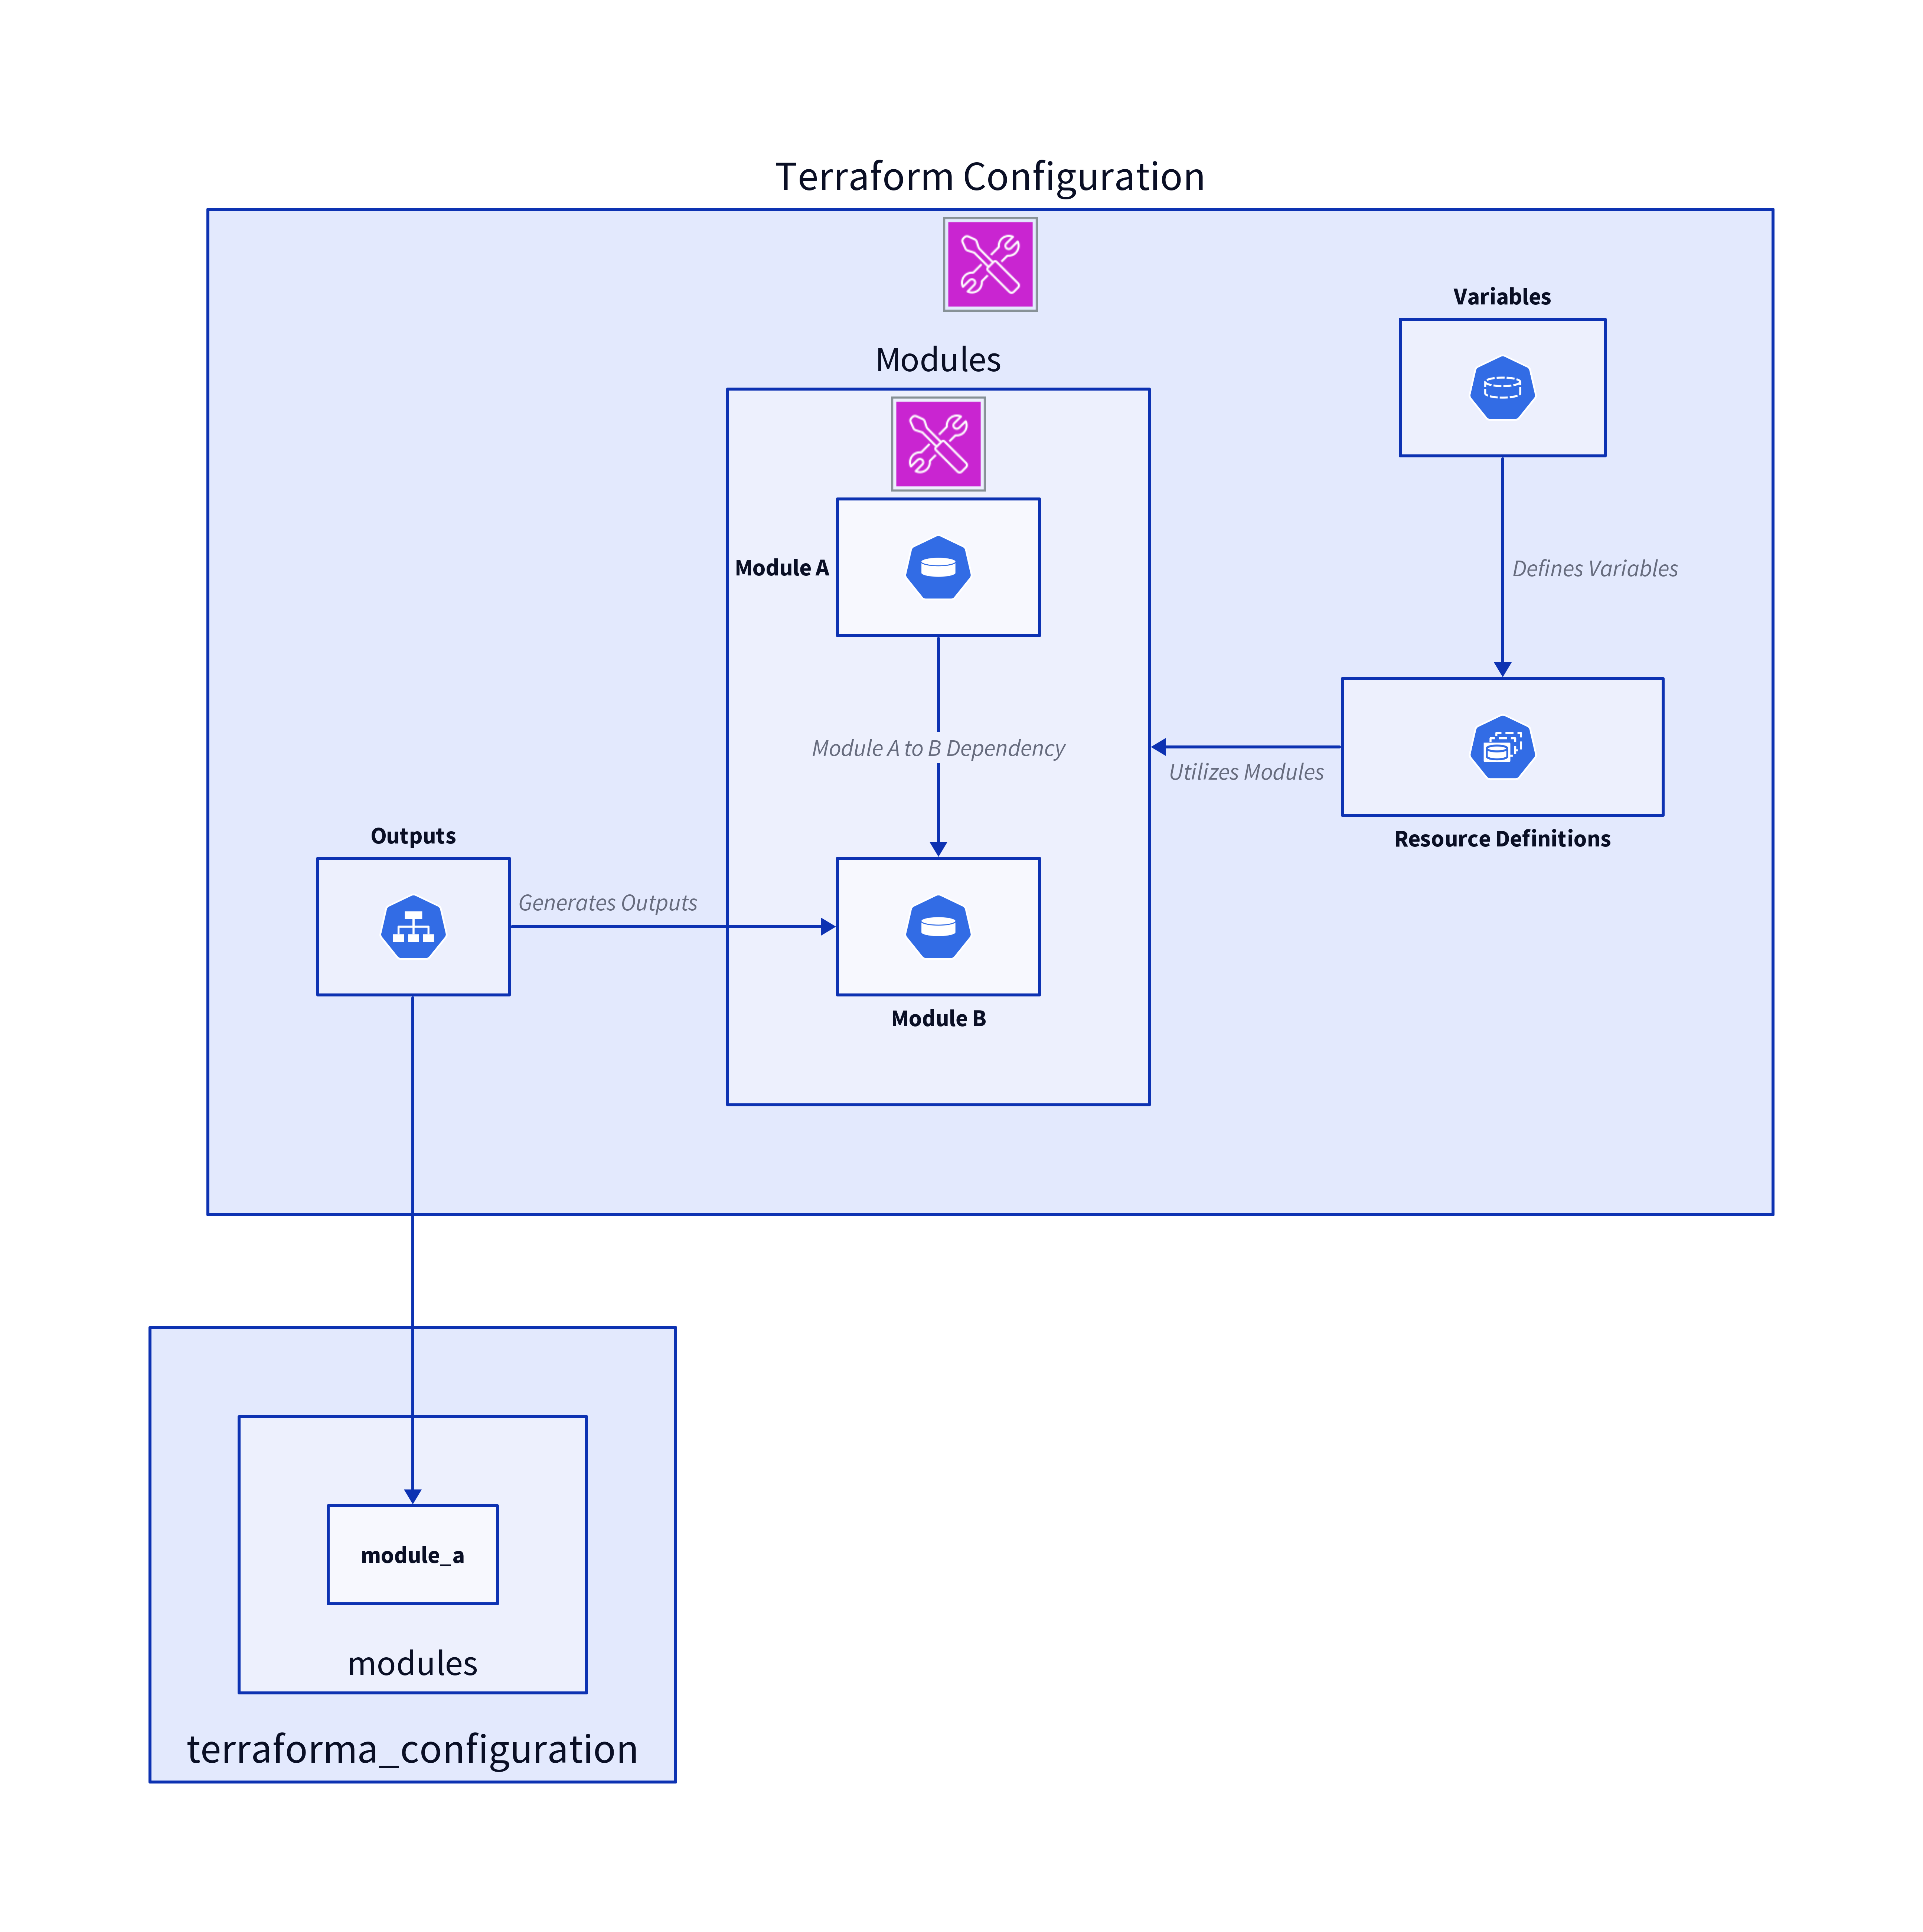 Terraform Configuration
Variables
Modules
Module A
Defines Variables
Module A to B Dependency
Utilizes Modules
Resource Definitions
Outputs
Generates Outputs
Module B
module_a
modules
terraforma_configuration